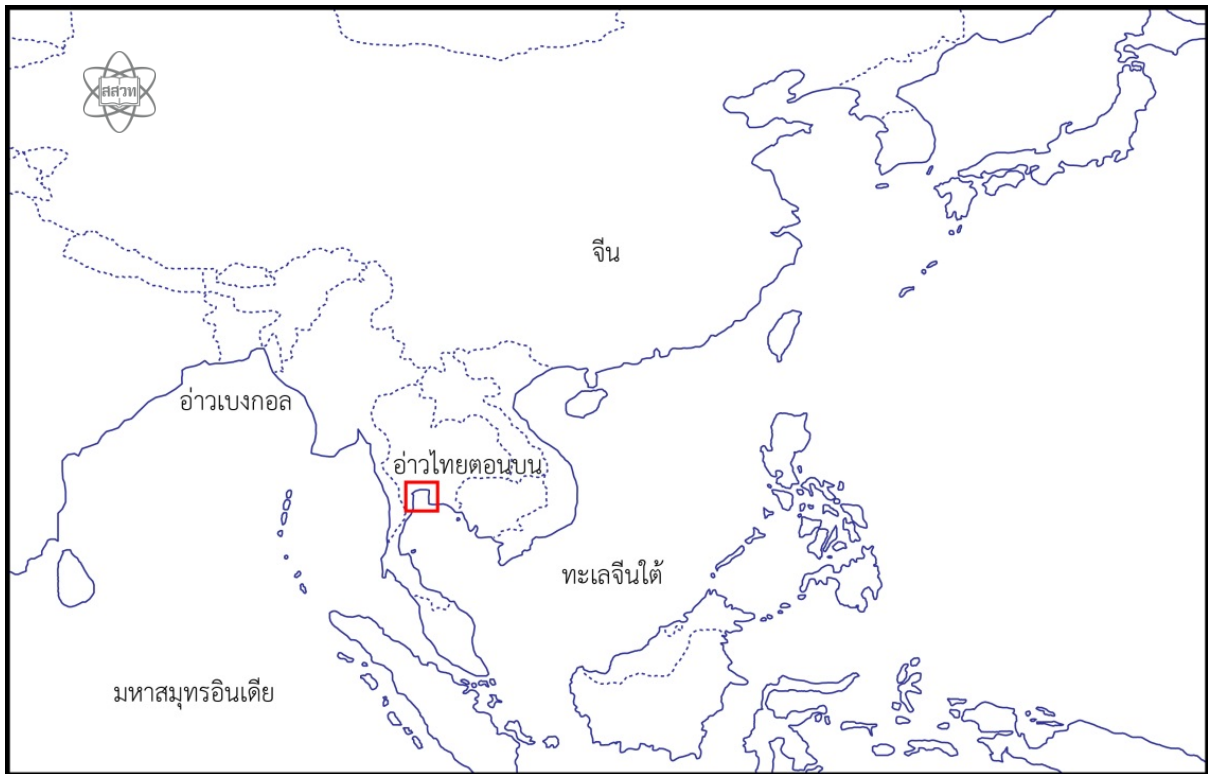 สสวท
จีน
อ่าวเบงกอล
อ่าวไทยตอนบน
ทะเลจีนใต้
มหาสมุทรอินเดีย